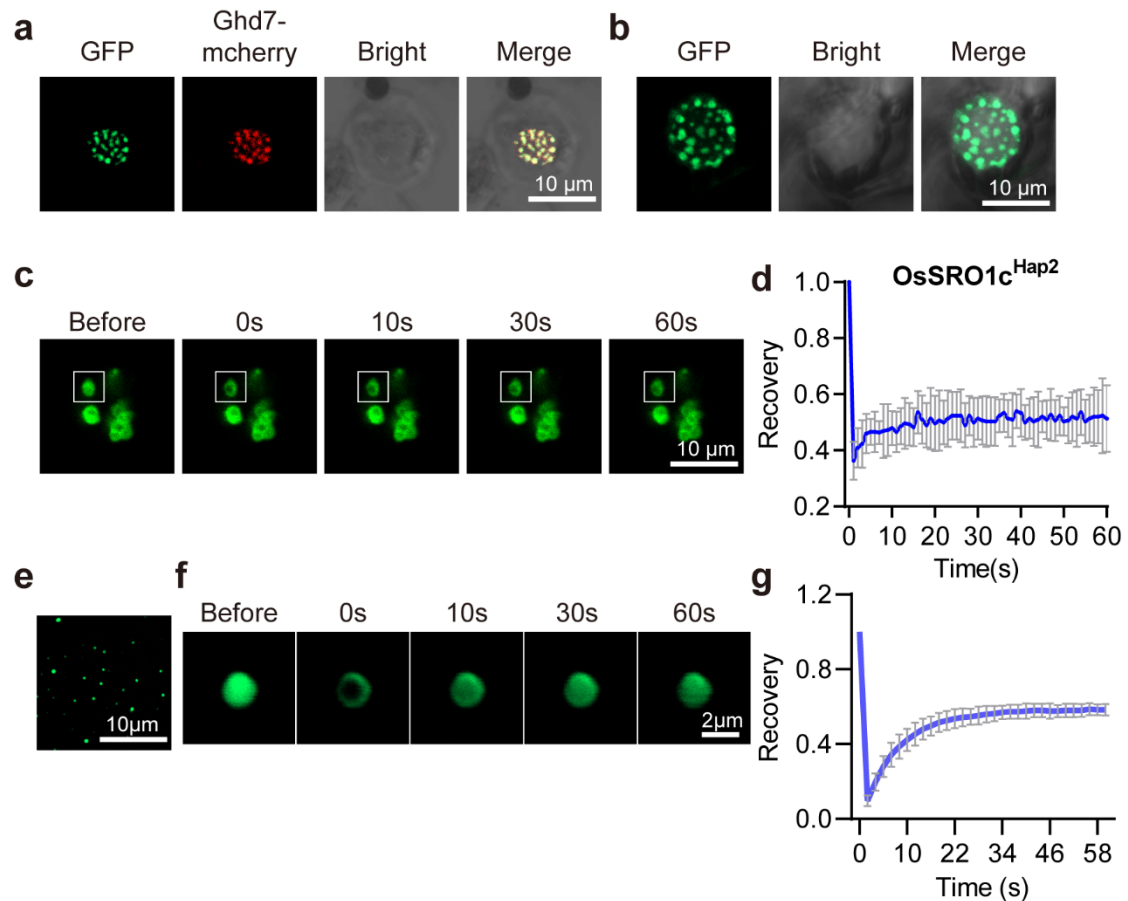 a
GFP
Ghd7-
mcherry
Bright
Merge
10 µm
b
GFP
Bright
Merge
10 µm
c
Before
0s
10s
30s
60s
10 µm
d
OsSRO1cHap2
1.0
0.8
0.6
0.4
0.2
Recovery
0
10
20
30
40
50
60
Time(s)
e
10µm
f
Before
0s
10s
30s
60s
2µm
g
1.2
0.8
0.4
0.0
Recovery
0
10
22
34
46
58
Time (s)